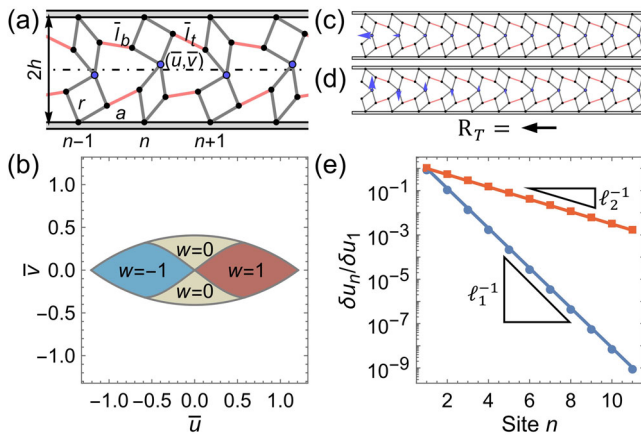 (a)
2h
l̄_b
l̄_t
(ū,v̄)
r
a
n−1
n
n+1
(b)
v̄
1.0
0.5
0.0
−0.5
−1.0
w=0
w=−1
w=1
w=0
−1.0 −0.5 0.0 0.5 1.0
ū
(c)
(d)
R_T =
(e)
δu_n/δu_1
10^−1
10^−3
10^−5
10^−7
10^−9
ℓ_2^−1
ℓ_1^−1
2 4 6 8 10
Site n